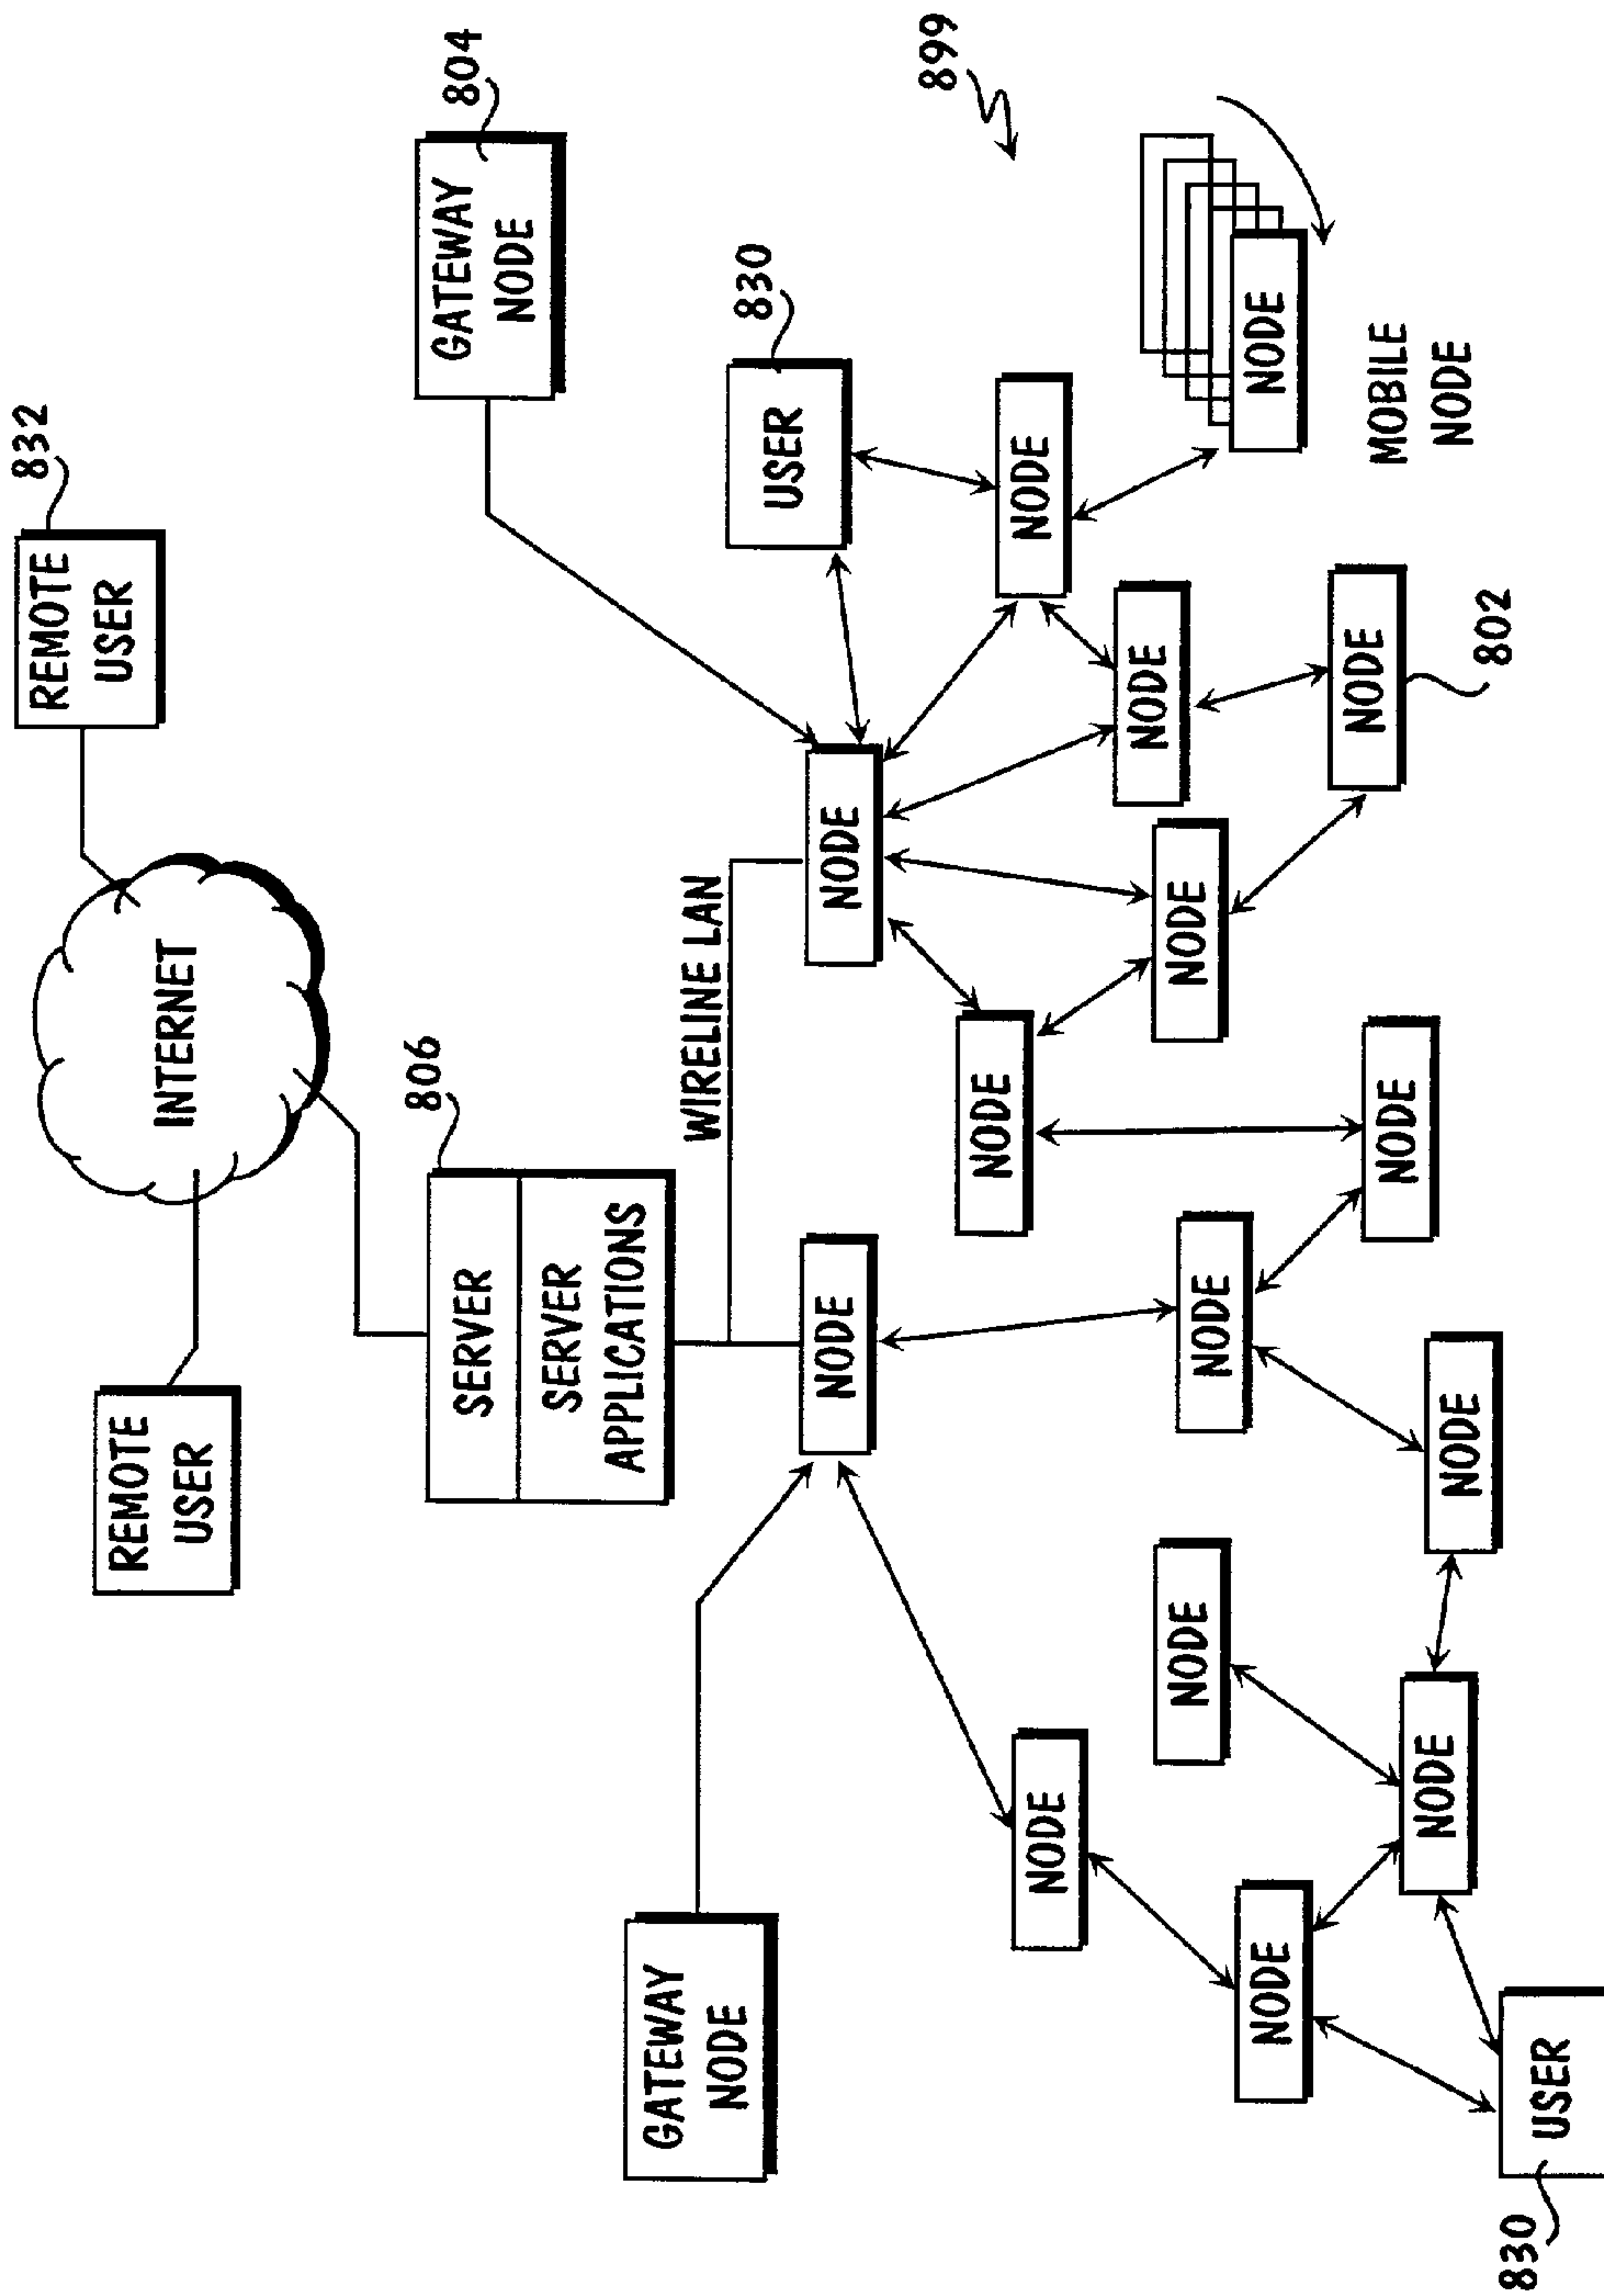 832
REMOTE
USER
INTERNET
REMOTE
USER
806
804
GATEWAY
NODE
SERVER
SERVER
APPLICATIONS
GATEWAY
NODE
WIRELINE LAN
830
USER
NODE
NODE
899
NODE
NODE
NODE
NODE
NODE
NODE
NODE
NODE
NODE
MOBILE
NODE
NODE
802
NODE
NODE
NODE
830
USER